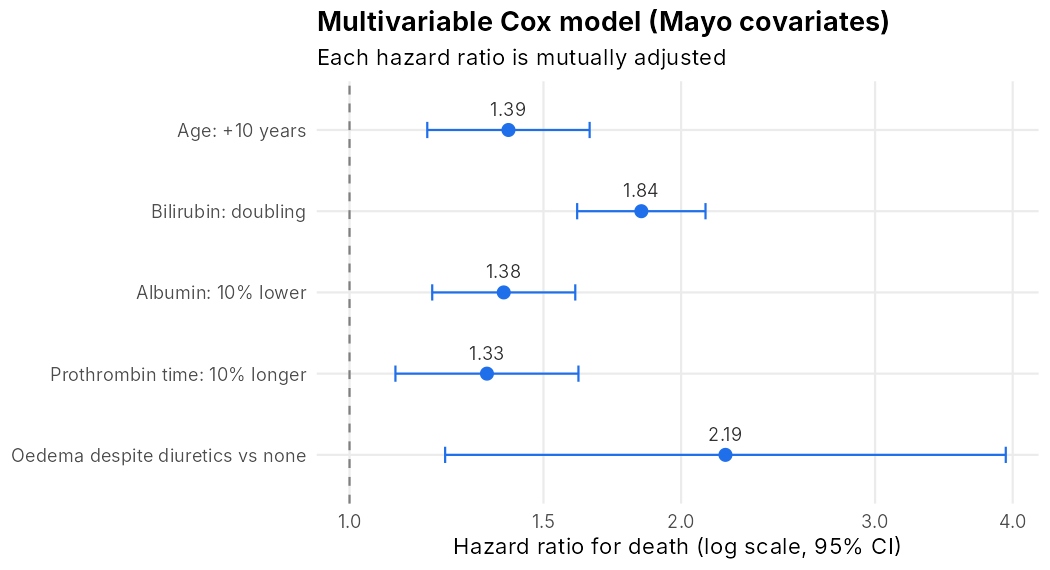 Multivariable Cox model (Mayo covariates)
Each hazard ratio is mutually adjusted
Age: +10 years
1.39
Bilirubin: doubling
1.84
Albumin: 10% lower
1.38
Prothrombin time: 10% longer
1.33
Oedema despite diuretics vs none
2.19
1.0 1.5 2.0 3.0 4.0
Hazard ratio for death (log scale, 95% CI)